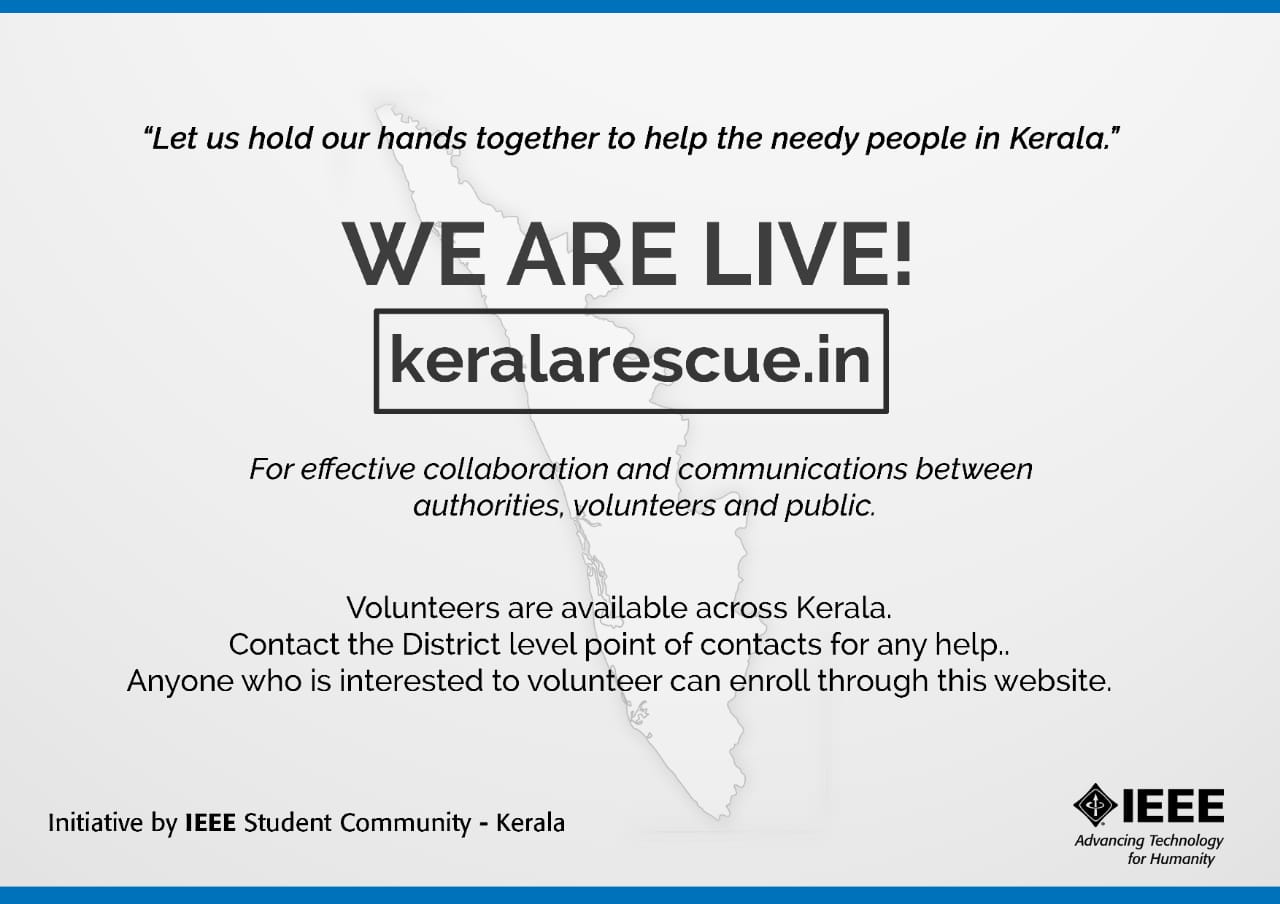 “Let us hold our hands together to help the needy people in Kerala.”
WE ARE LIVE!
keralarescue.in
For effective collaboration and communications between
authorities, volunteers and public.
Volunteers are available across Kerala.
Contact the District level point of contacts for any help..
Anyone who is interested to volunteer can enroll through this website.
Initiative by IEEE Student Community - Kerala
IEEE
Advancing Technology
for Humanity